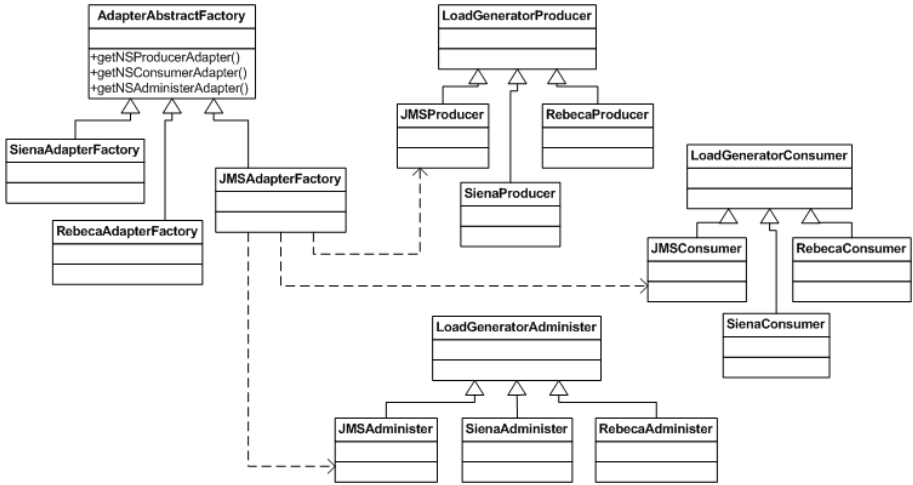 AdapterAbstractFactory
+getNSProducerAdapter()
+getNSConsumerAdapter()
+getNSAdministerAdapter()
SienaAdapterFactory
RebecaAdapterFactory
JMSAdapterFactory
LoadGeneratorProducer
JMSProducer
RebecaProducer
SienaProducer
LoadGeneratorConsumer
JMSConsumer
RebecaConsumer
SienaConsumer
LoadGeneratorAdminister
JMSAdminister
SienaAdminister
RebecaAdminister